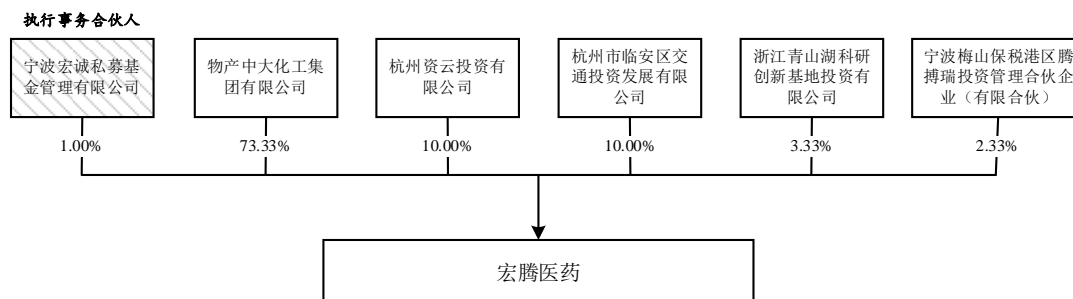 执行事务合伙人
宁波宏诚私募基
金管理有限公司
物产中大化工集
团有限公司
杭州资云投资有
限公司
杭州市临安区交
通投资发展有限
公司
浙江青山湖科研
创新基地投资有
限公司
宁波梅山保税港区腾
搏瑞投资管理合伙企
业（有限合伙）
1.00%
73.33%
10.00%
10.00%
3.33%
2.33%
宏腾医药